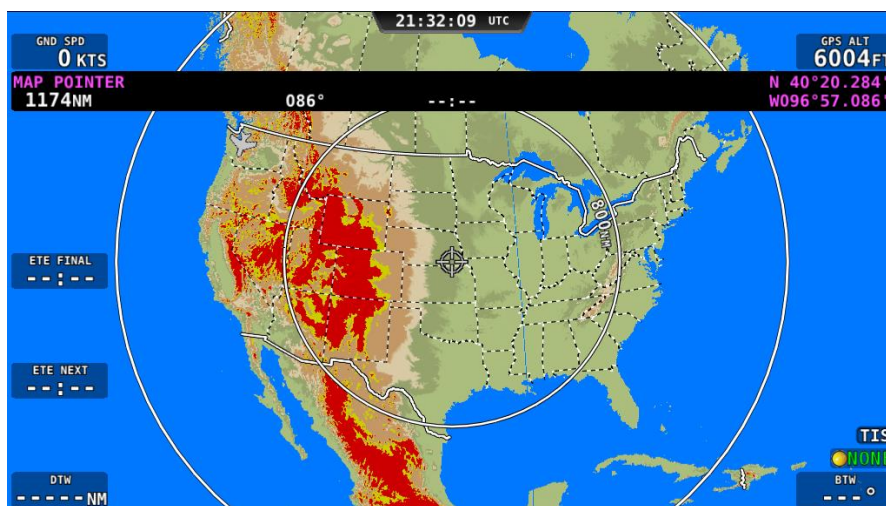 21:32:09 UTC
GND SPD
0 KTS
GPS ALT
6004FT
MAP POINTER
1174NM 086° --:--
N 40°20.284'
W096°57.086'
800NM
ETE FINAL
--:--
ETE NEXT
--:--
DTW
-----NM
TIS
NONE
BTW
---°